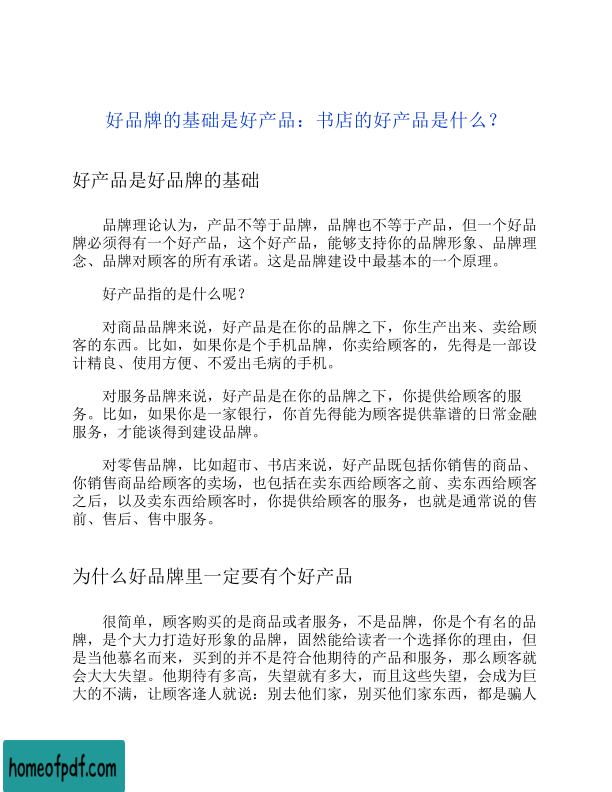 好品牌的基础是好产品：书店的好产品是什么？
好产品是好品牌的基础
品牌理论认为，产品不等于品牌，品牌也不等于产品，但一个好品
牌必须得有一个好产品，这个好产品，能够支持你的品牌形象、品牌理
念、品牌对顾客的所有承诺。这是品牌建设中最基本的一个原理。
好产品指的是什么呢？
对商品品牌来说，好产品是在你的品牌之下，你生产出来、卖给顾
客的东西。比如，如果你是个手机品牌，你卖给顾客的，先得是一部设
计精良、使用方便、不爱出毛病的手机。
对服务品牌来说，好产品是在你的品牌之下，你提供给顾客的服
务。比如，如果你是一家银行，你首先得能为顾客提供靠谱的日常金融
服务，才能谈得到建设品牌。
对零售品牌，比如超市、书店来说，好产品既包括你销售的商品、
你销售商品给顾客的卖场，也包括在卖东西给顾客之前、卖东西给顾客
之后，以及卖东西给顾客时，你提供给顾客的服务，也就是通常说的售
前、售后、售中服务。
为什么好品牌里一定要有个好产品
很简单，顾客购买的是商品或者服务，不是品牌，你是个有名的品
牌，是个大力打造好形象的品牌，固然能给读者一个选择你的理由，但
是当他慕名而来，买到的并不是符合他期待的产品和服务，那么顾客就
会大大失望。他期待有多高，失望就有多大，而且这些失望，会成为巨
大的不满，让顾客逢人就说：别去他们家，别买他们家东西，都是骗人
homeofpdf.com